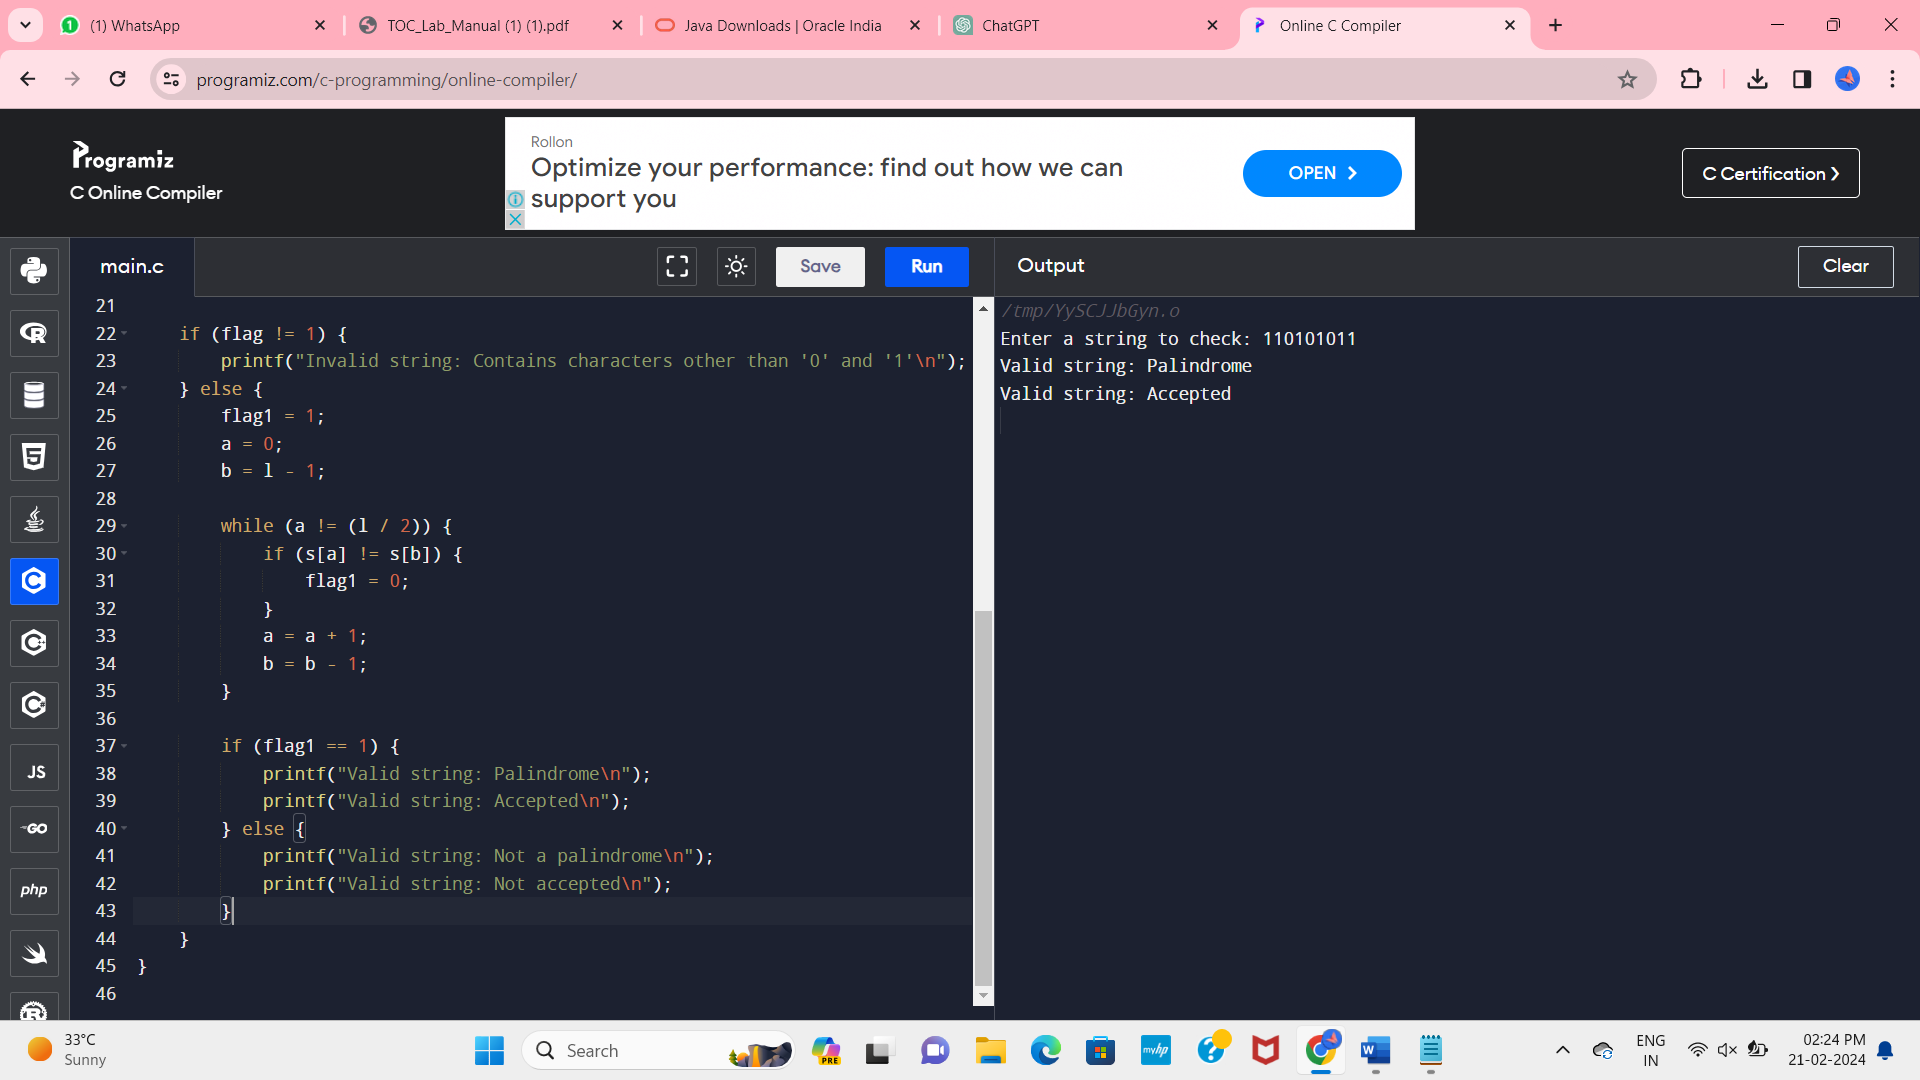 (1) WhatsApp
TOC_Lab_Manual (1) (1).pdf
Java Downloads | Oracle India
ChatGPT
Online C Compiler
programiz.com/c-programming/online-compiler/
Programiz
C Online Compiler
Rollon
Optimize your performance: find out how we can
support you
OPEN
C Certification
main.c
Save
Run
Output
Clear
21
22 if (flag != 1) {
23 printf("Invalid string: Contains characters other than '0' and '1'\n");
24 } else {
25 flag1 = 1;
26 a = 0;
27 b = l - 1;
28
29 while (a != (l / 2)) {
30 if (s[a] != s[b]) {
31 flag1 = 0;
32 }
33 a = a + 1;
34 b = b - 1;
35 }
36
37 if (flag1 == 1) {
38 printf("Valid string: Palindrome\n");
39 printf("Valid string: Accepted\n");
40 } else {
41 printf("Valid string: Not a palindrome\n");
42 printf("Valid string: Not accepted\n");
43 }
44 }
45 }
46
/tmp/YySCJJbGyn.o
Enter a string to check: 110101011
Valid string: Palindrome
Valid string: Accepted
JS
GO
php
33°C
Sunny
Search
PRE
myhp
ENG
IN
02:24 PM
21-02-2024